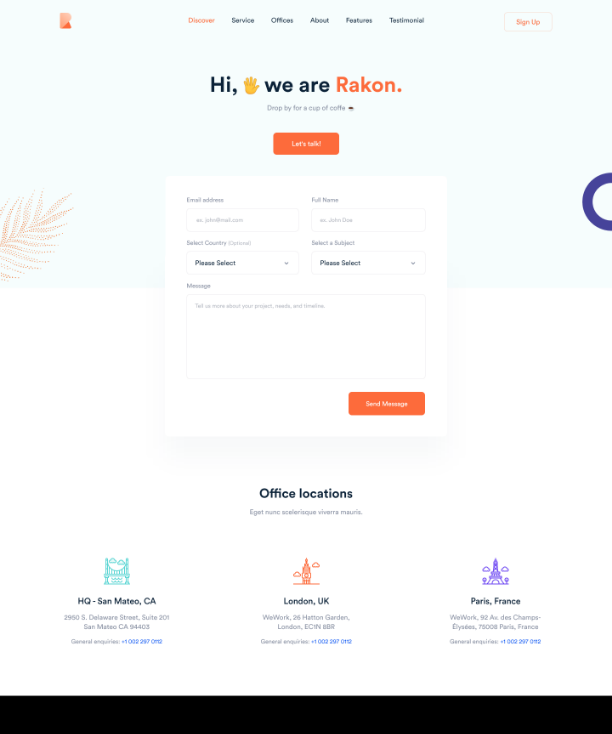 Discover Service Offices About Features Testimonial Sign Up
Hi, 🖐 we are Rakon.
Drop by for a cup of coffe ☕
Let's talk!
Email address Full Name
ex. john@mail.com ex. John Doe
Select Country (Optional) Select a Subject
Please Select Please Select
Message
Tell us more about your project, needs, and timeline.
Send Message
Office locations
Eget nunc scelerisque viverra mauris.
HQ - San Mateo, CA
2950 S. Delaware Street, Suite 201
San Mateo CA 94403
General enquiries: +1 002 297 0112
London, UK
WeWork, 26 Hatton Garden,
London, EC1N 8BR
General enquiries: +1 002 297 0112
Paris, France
WeWork, 92 Av. des Champs-
Élysées, 75008 Paris, France
General enquiries: +1 002 297 0112